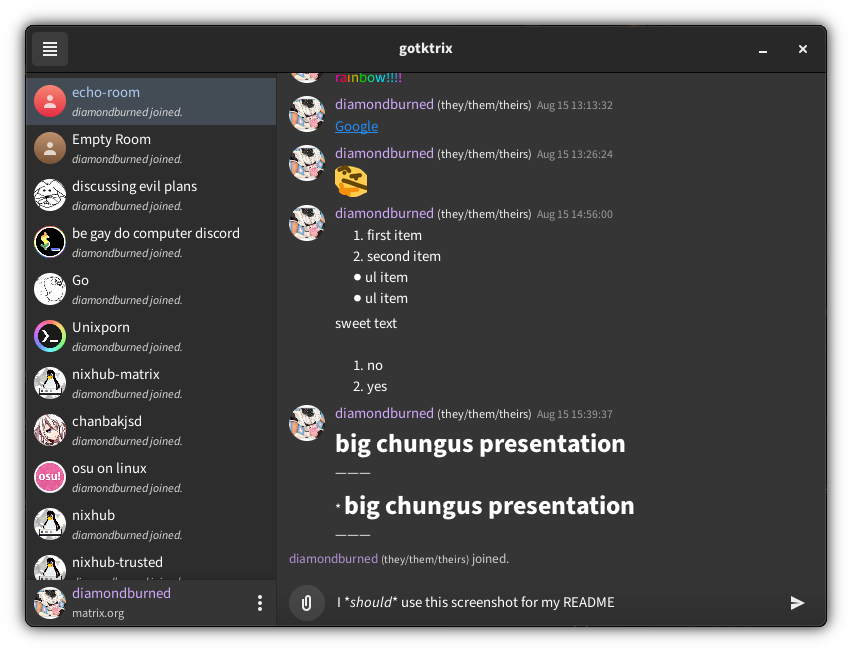 gotktrix
echo-room
diamondburned joined.
Empty Room
diamondburned joined.
discussing evil plans
diamondburned joined.
be gay do computer discord
diamondburned joined.
Go
diamondburned joined.
Unixporn
diamondburned joined.
nixhub-matrix
diamondburned joined.
chanbakjsd
diamondburned joined.
osu!
osu on linux
diamondburned joined.
nixhub
diamondburned joined.
nixhub-trusted
diamondburned joined.
diamondburned
matrix.org
rainbow!!!!
diamondburned (they/them/theirs) Aug 15 13:13:32
Google
diamondburned (they/them/theirs) Aug 15 13:26:24
diamondburned (they/them/theirs) Aug 15 14:56:00
1. first item
2. second item
● ul item
● ul item
sweet text
1. no
2. yes
diamondburned (they/them/theirs) Aug 15 15:39:37
big chungus presentation
———
* big chungus presentation
———
diamondburned (they/them/theirs) joined.
I *should* use this screenshot for my README